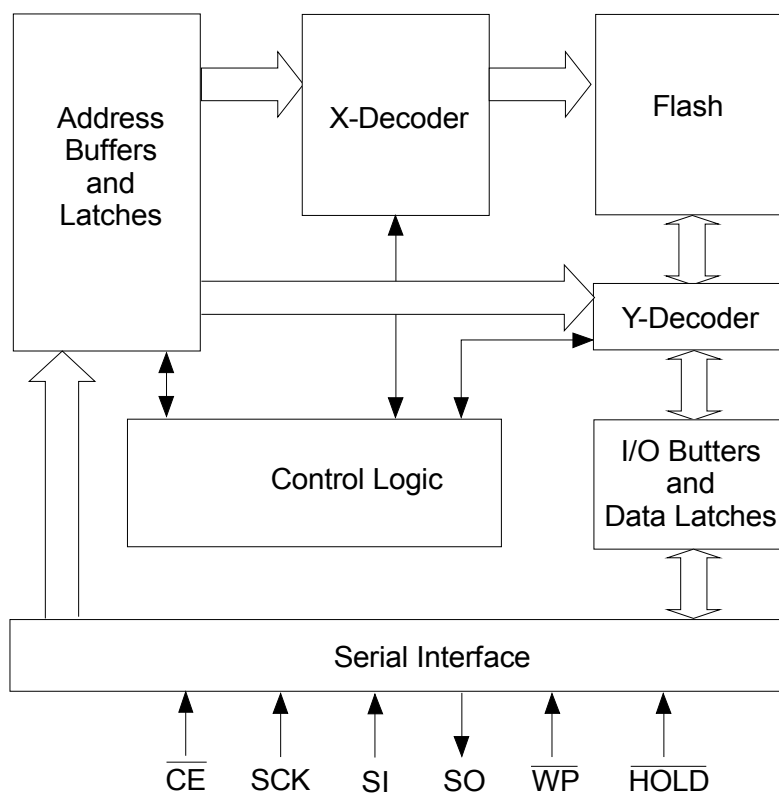 Address
Buffers
and
Latches
X-Decoder
Flash
Y-Decoder
Control Logic
I/O Butters
and
Data Latches
Serial Interface
CE SCK SI SO WP HOLD